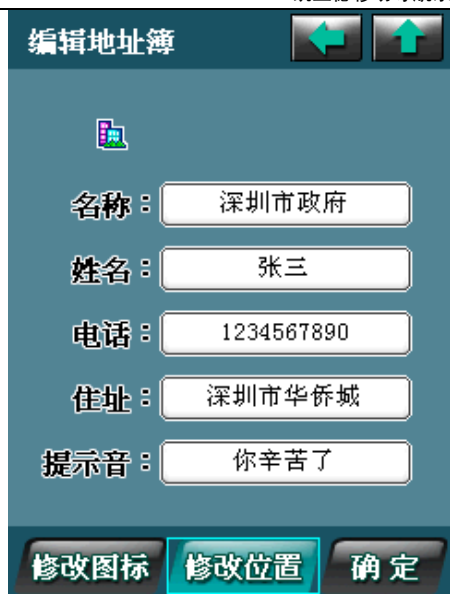 编辑地址簿
名称：深圳市政府
姓名：张三
电话：1234567890
住址：深圳市华侨城
提示音：你辛苦了
修改图标 修改位置 确定